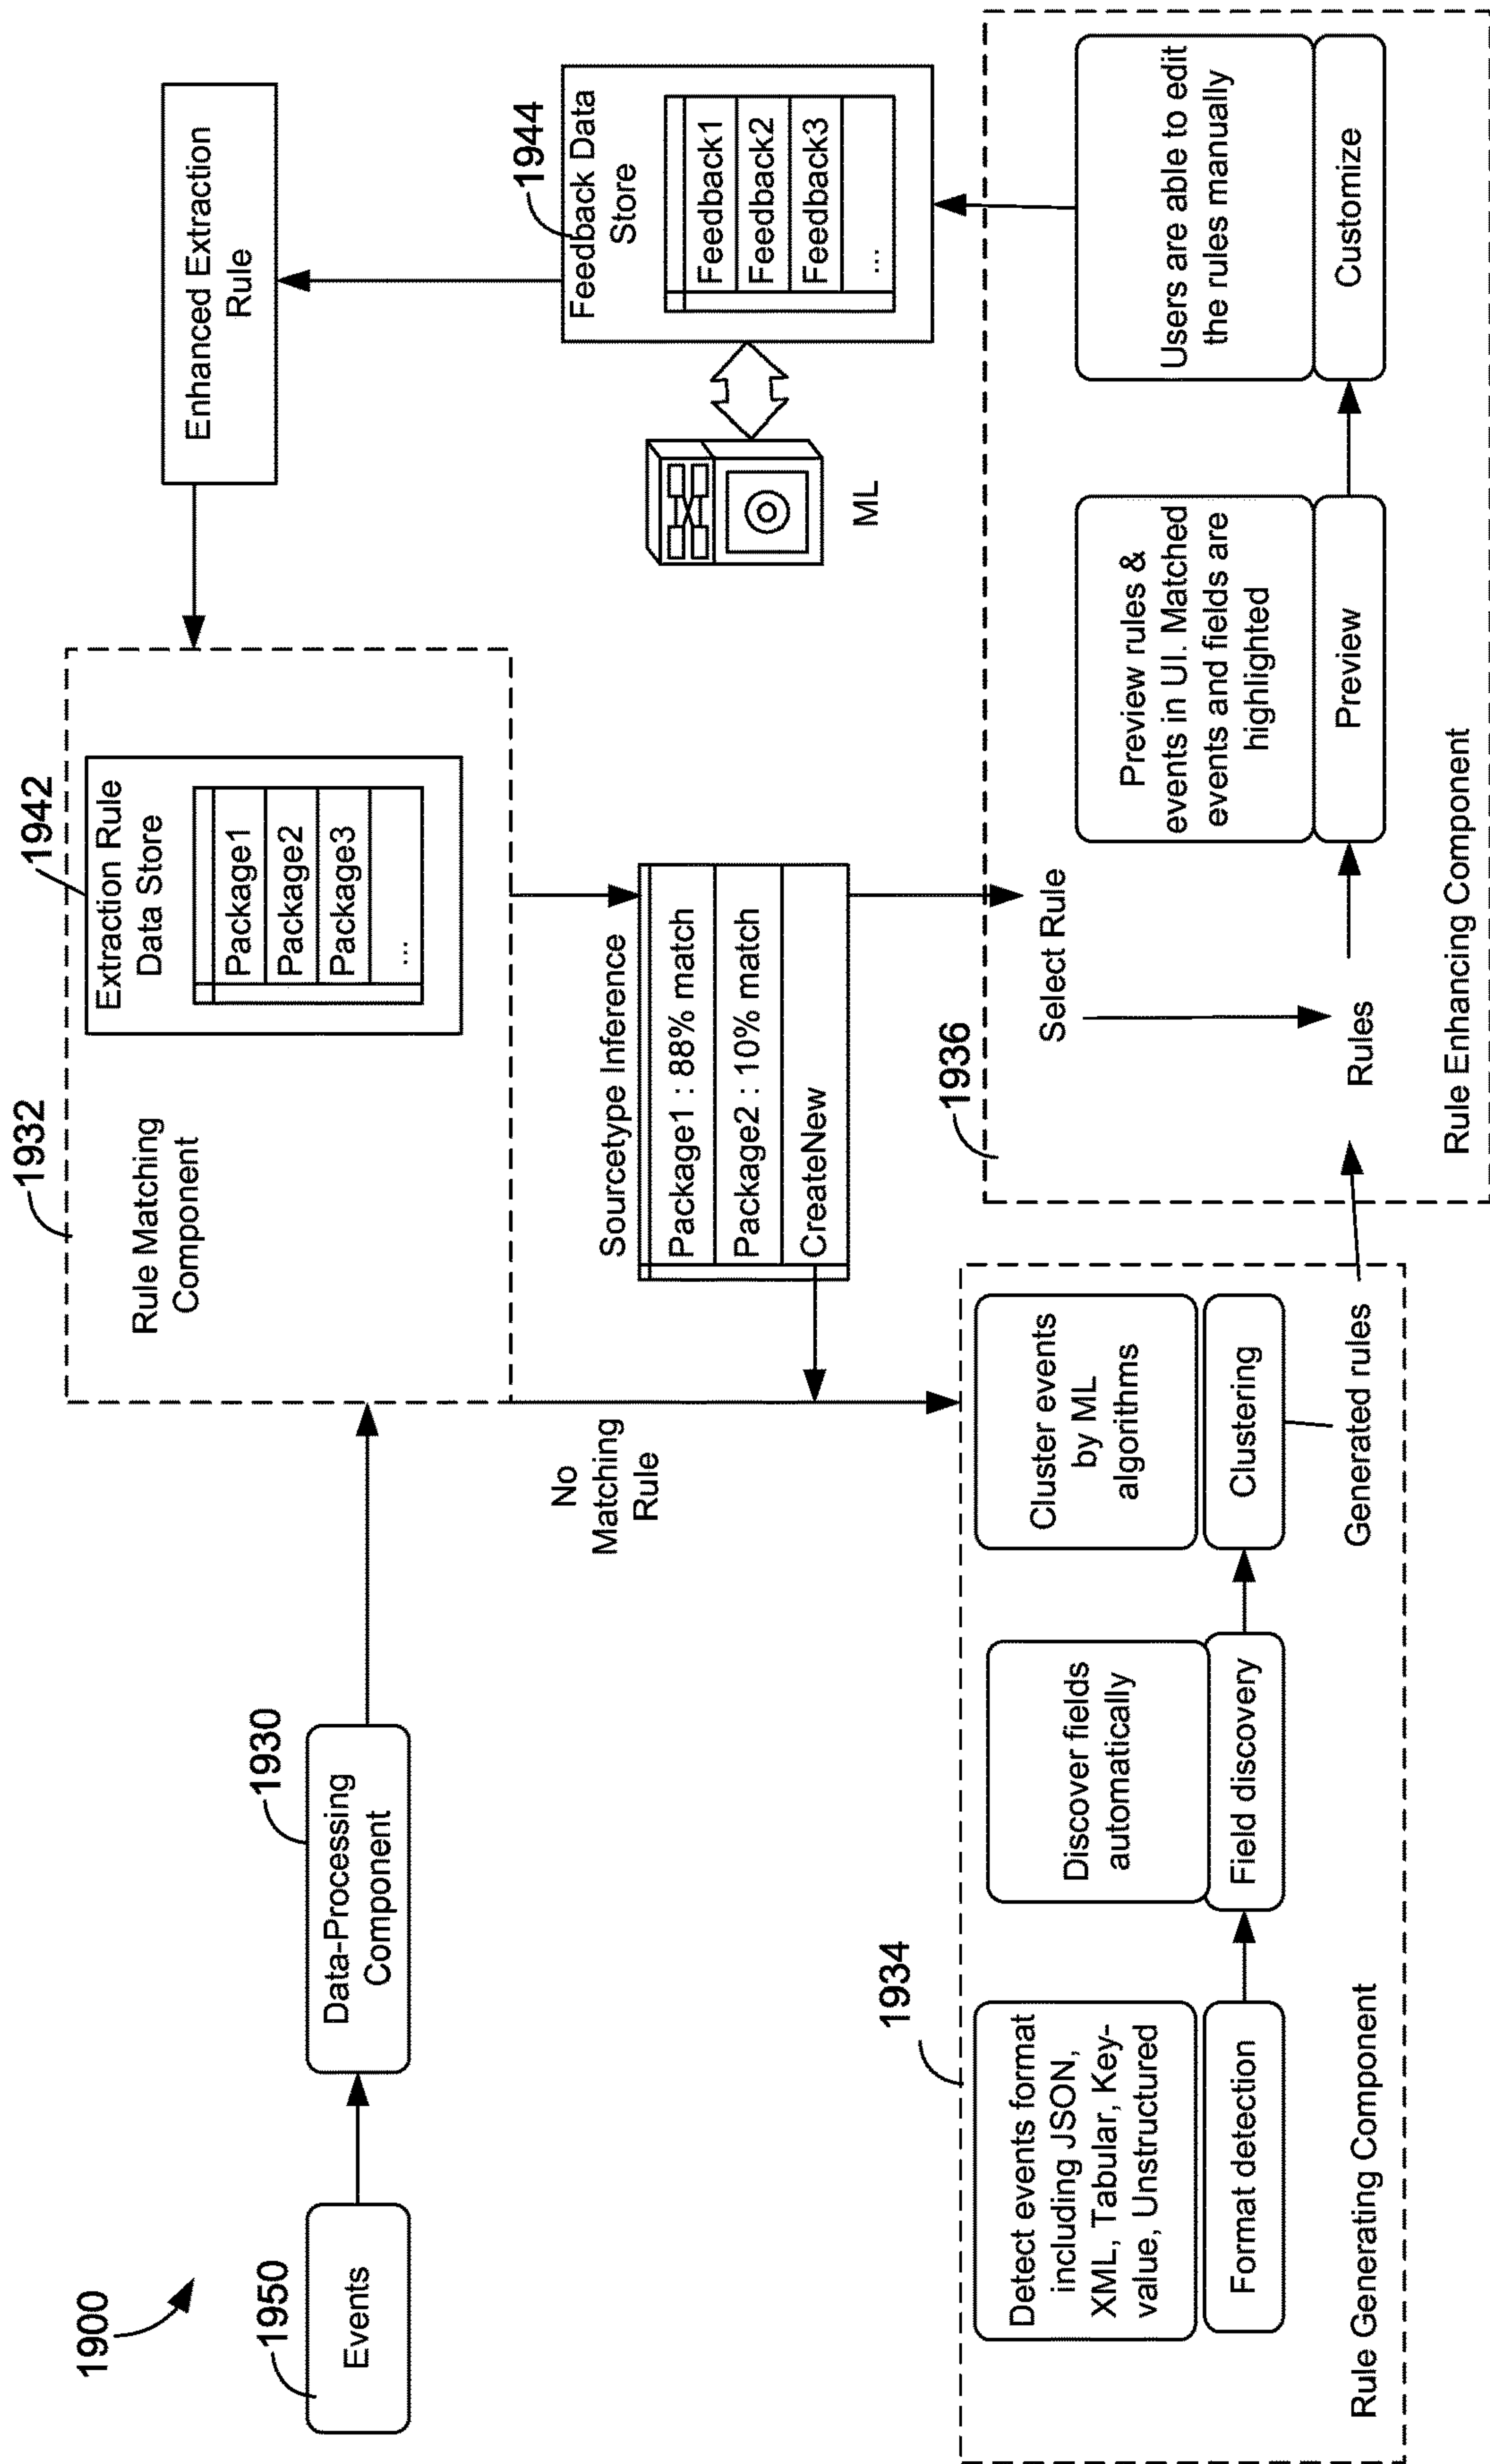 1900
1950
Events
1930
Data-Processing
Component
1932
Rule Matching
Component
1942
Extraction Rule
Data Store
Package1
Package2
Package3
...
Enhanced Extraction
Rule
1944
Feedback Data
Store
Feedback1
Feedback2
Feedback3
...
ML
No
Matching
Rule
Sourcetype Inference
Package1 : 88% match
Package2 : 10% match
CreateNew
1934
Detect events format
including JSON,
XML, Tabular, Key-
value, Unstructured
Format detection
Discover fields
automatically
Field discovery
Cluster events
by ML
algorithms
Clustering
Generated rules
Rule Generating Component
1936
Select Rule
Rules
Preview rules &
events in UI. Matched
events and fields are
highlighted
Preview
Users are able to edit
the rules manually
Customize
Rule Enhancing Component